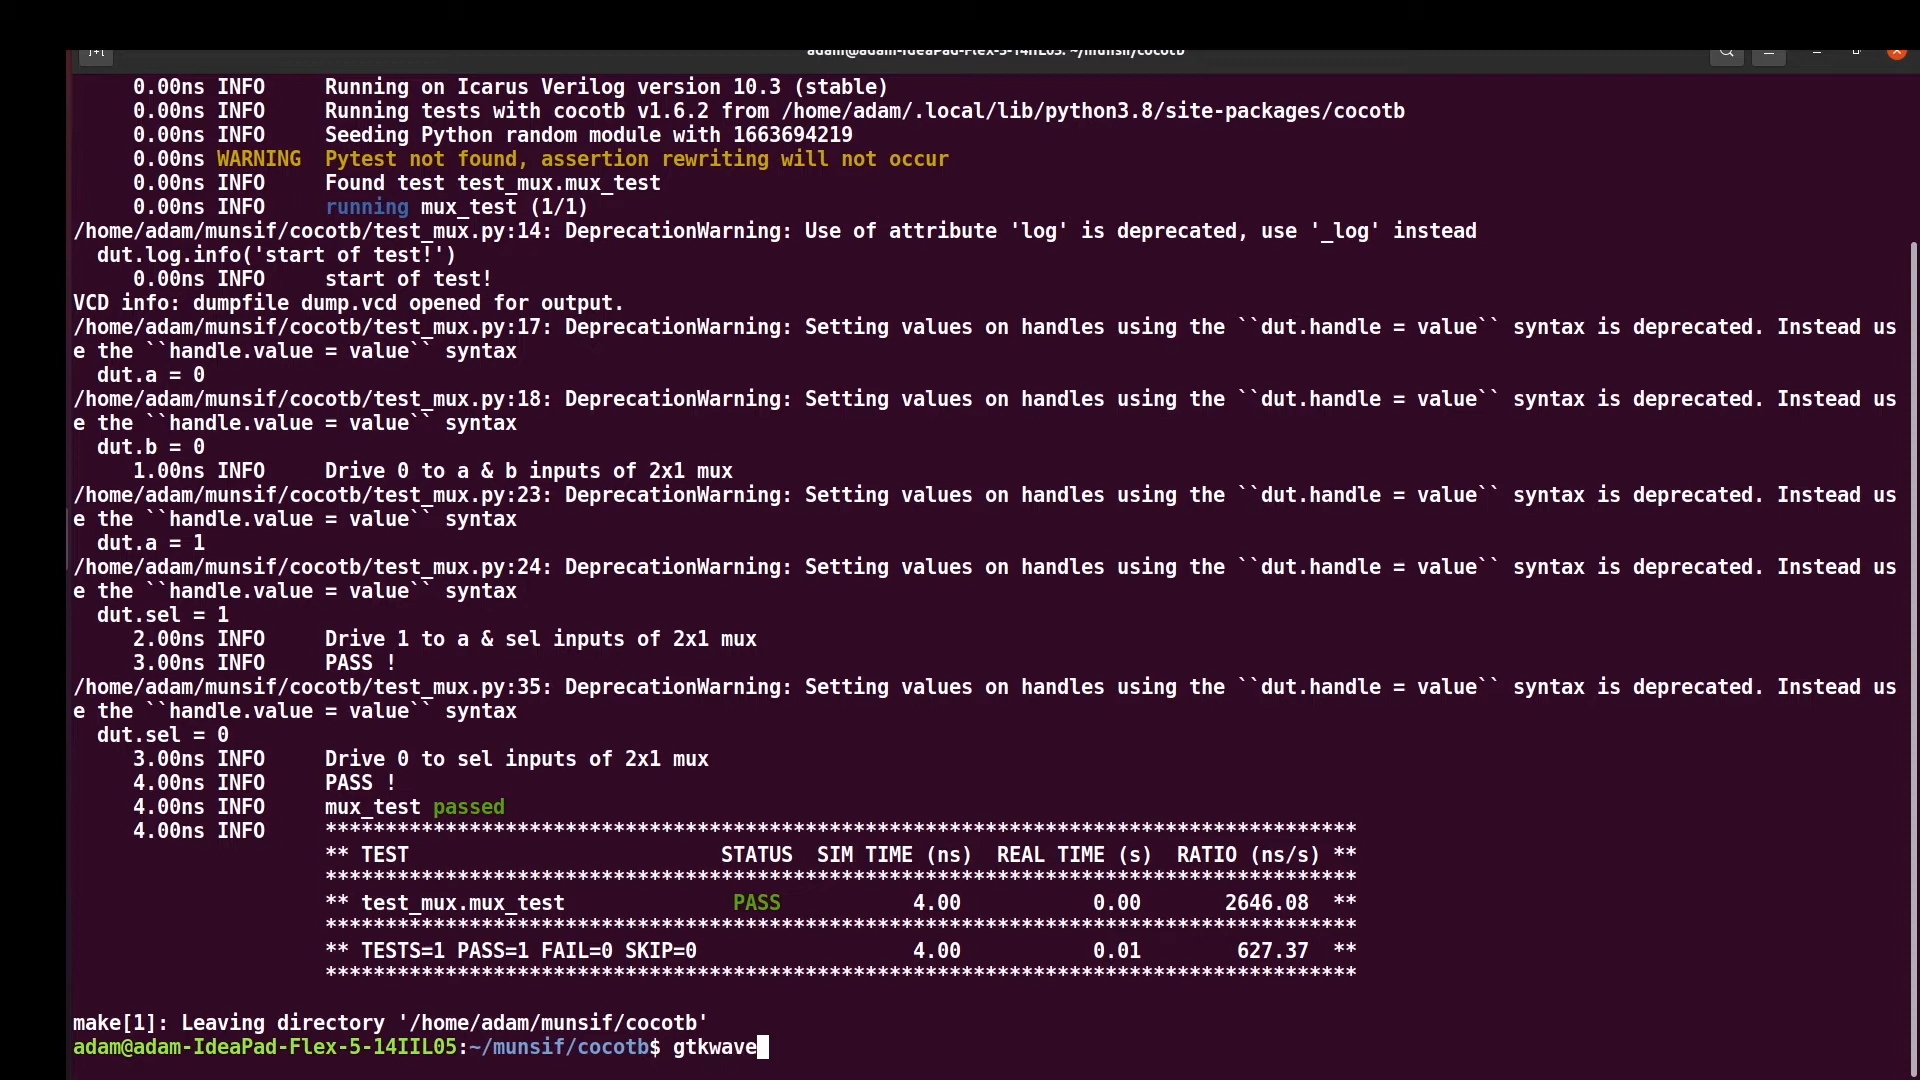 adam@adam-IdeaPad-Flex-5-14IIL05: ~/munsif/cocotb
0.00ns INFO     Running on Icarus Verilog version 10.3 (stable)
0.00ns INFO     Running tests with cocotb v1.6.2 from /home/adam/.local/lib/python3.8/site-packages/cocotb
0.00ns INFO     Seeding Python random module with 1663694219
0.00ns WARNING  Pytest not found, assertion rewriting will not occur
0.00ns INFO     Found test test_mux.mux_test
0.00ns INFO     running mux_test (1/1)
/home/adam/munsif/cocotb/test_mux.py:14: DeprecationWarning: Use of attribute 'log' is deprecated, use '_log' instead
dut.log.info('start of test!')
0.00ns INFO     start of test!
VCD info: dumpfile dump.vcd opened for output.
/home/adam/munsif/cocotb/test_mux.py:17: DeprecationWarning: Setting values on handles using the ``dut.handle = value`` syntax is deprecated. Instead us
e the ``handle.value = value`` syntax
dut.a = 0
/home/adam/munsif/cocotb/test_mux.py:18: DeprecationWarning: Setting values on handles using the ``dut.handle = value`` syntax is deprecated. Instead us
e the ``handle.value = value`` syntax
dut.b = 0
1.00ns INFO     Drive 0 to a & b inputs of 2x1 mux
/home/adam/munsif/cocotb/test_mux.py:23: DeprecationWarning: Setting values on handles using the ``dut.handle = value`` syntax is deprecated. Instead us
e the ``handle.value = value`` syntax
dut.a = 1
/home/adam/munsif/cocotb/test_mux.py:24: DeprecationWarning: Setting values on handles using the ``dut.handle = value`` syntax is deprecated. Instead us
e the ``handle.value = value`` syntax
dut.sel = 1
2.00ns INFO     Drive 1 to a & sel inputs of 2x1 mux
3.00ns INFO     PASS !
/home/adam/munsif/cocotb/test_mux.py:35: DeprecationWarning: Setting values on handles using the ``dut.handle = value`` syntax is deprecated. Instead us
e the ``handle.value = value`` syntax
dut.sel = 0
3.00ns INFO     Drive 0 to sel inputs of 2x1 mux
4.00ns INFO     PASS !
4.00ns INFO     mux_test passed
4.00ns INFO     **************************************************************************************
** TEST                          STATUS  SIM TIME (ns)  REAL TIME (s)  RATIO (ns/s) **
**************************************************************************************
** test_mux.mux_test              PASS           4.00           0.00       2646.08  **
**************************************************************************************
** TESTS=1 PASS=1 FAIL=0 SKIP=0                  4.00           0.01        627.37  **
**************************************************************************************
make[1]: Leaving directory '/home/adam/munsif/cocotb'
adam@adam-IdeaPad-Flex-5-14IIL05:~/munsif/cocotb$ gtkwave